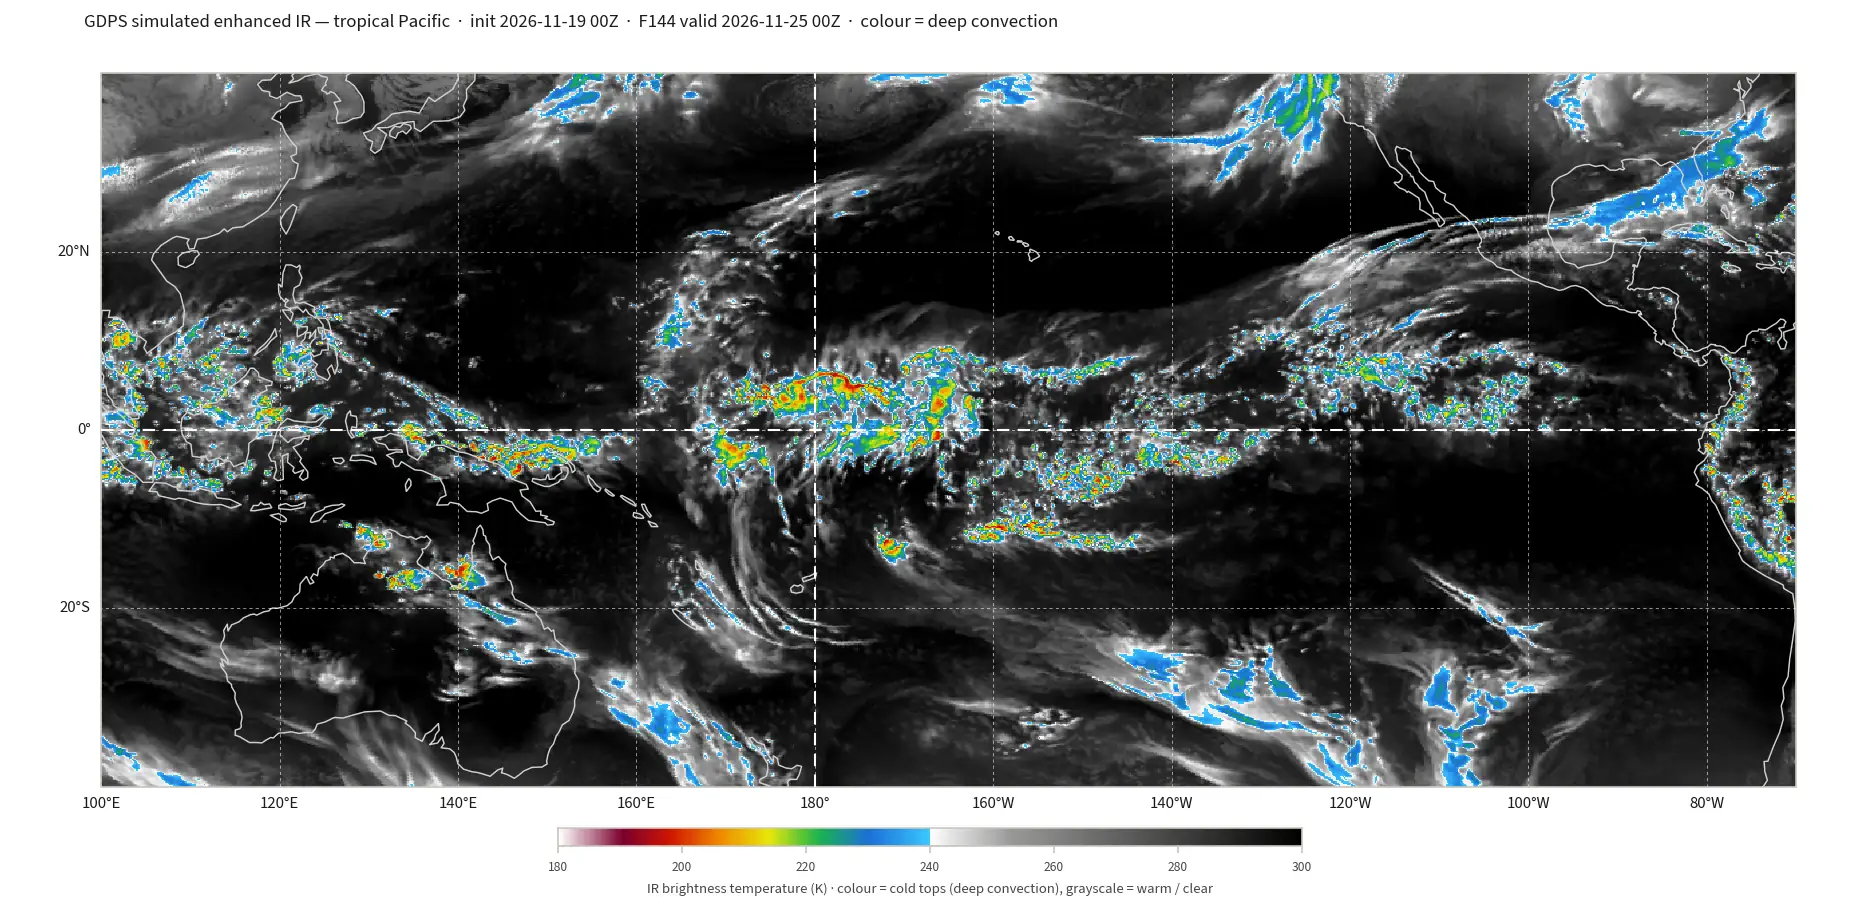 GDPS simulated enhanced IR — tropical Pacific · init 2026-11-19 00Z · F144 valid 2026-11-25 00Z · colour = deep convection
20°N
0°
20°S
100°E 120°E 140°E 160°E 180° 160°W 140°W 120°W 100°W 80°W
180 200 220 240 260 280 300
IR brightness temperature (K) · colour = cold tops (deep convection), grayscale = warm / clear